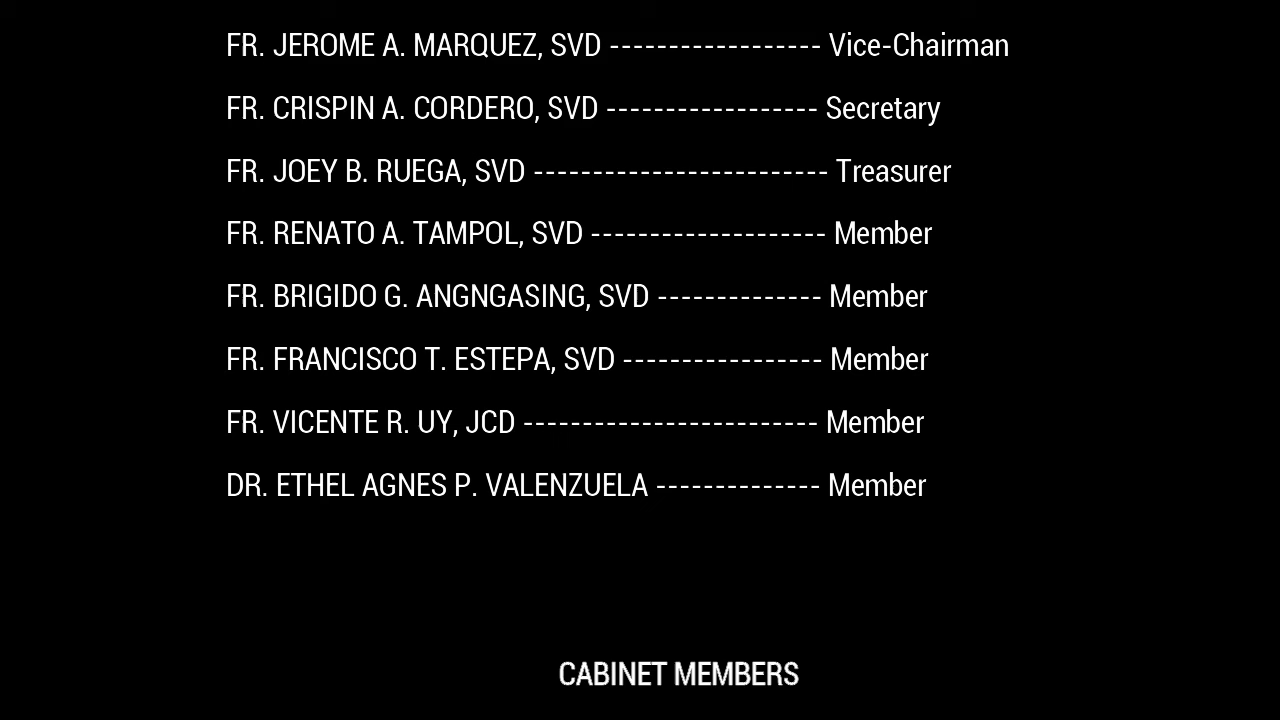 FR. JEROME A. MARQUEZ, SVD ------------------ Vice-Chairman
FR. CRISPIN A. CORDERO, SVD ------------------ Secretary
FR. JOEY B. RUEGA, SVD ------------------------- Treasurer
FR. RENATO A. TAMPOL, SVD -------------------- Member
FR. BRIGIDO G. ANGNGASING, SVD -------------- Member
FR. FRANCISCO T. ESTEPA, SVD ----------------- Member
FR. VICENTE R. UY, JCD ------------------------- Member
DR. ETHEL AGNES P. VALENZUELA -------------- Member
CABINET MEMBERS